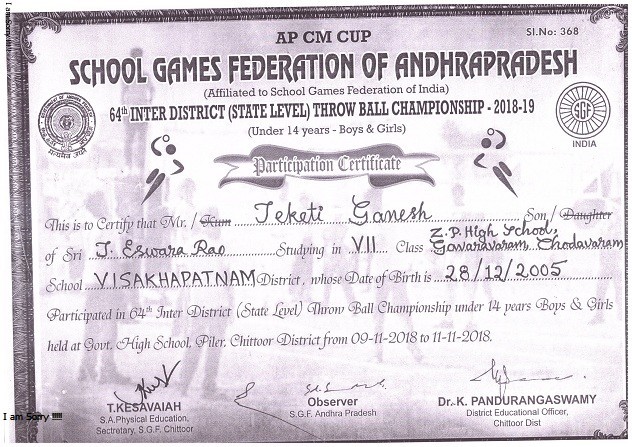 AP CM CUP
Sl.No: 368
SCHOOL GAMES FEDERATION OF ANDHRAPRADESH
(Affiliated to School Games Federation of India)
64th INTER DISTRICT (STATE LEVEL) THROW BALL CHAMPIONSHIP - 2018-19
(Under 14 years - Boys & Girls)
SGF
INDIA
Participation Certificate
This is to Certify that Mr. / Kum Teketi Ganesh Son / Daughter
of Sri T. Eswara Rao Studying in VII Class Z.P. High School, Gavaravaram, Chodavaram
School VISAKHAPATNAM District, whose Date of Birth is 28/12/2005
Participated in 64th Inter District (State Level) Throw Ball Championship under 14 years Boys & Girls
held at Govt. High School, Piler, Chittoor District from 09-11-2018 to 11-11-2018.
T.KESAVAIAH
S.A.Physical Education,
Secretary, S.G.F. Chittoor
Observer
S.G.F. Andhra Pradesh
Dr. K. PANDURANGASWAMY
District Educational Officer,
Chittoor Dist
I am Sorry !!!!!